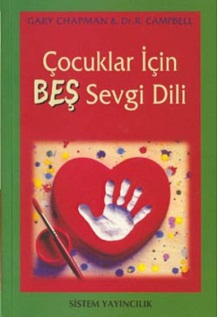 GARY CHAPMAN & Dr. R. CAMPBELL
Çocuklar İçin
BEŞ Sevgi Dili
SİSTEM YAYINCILIK